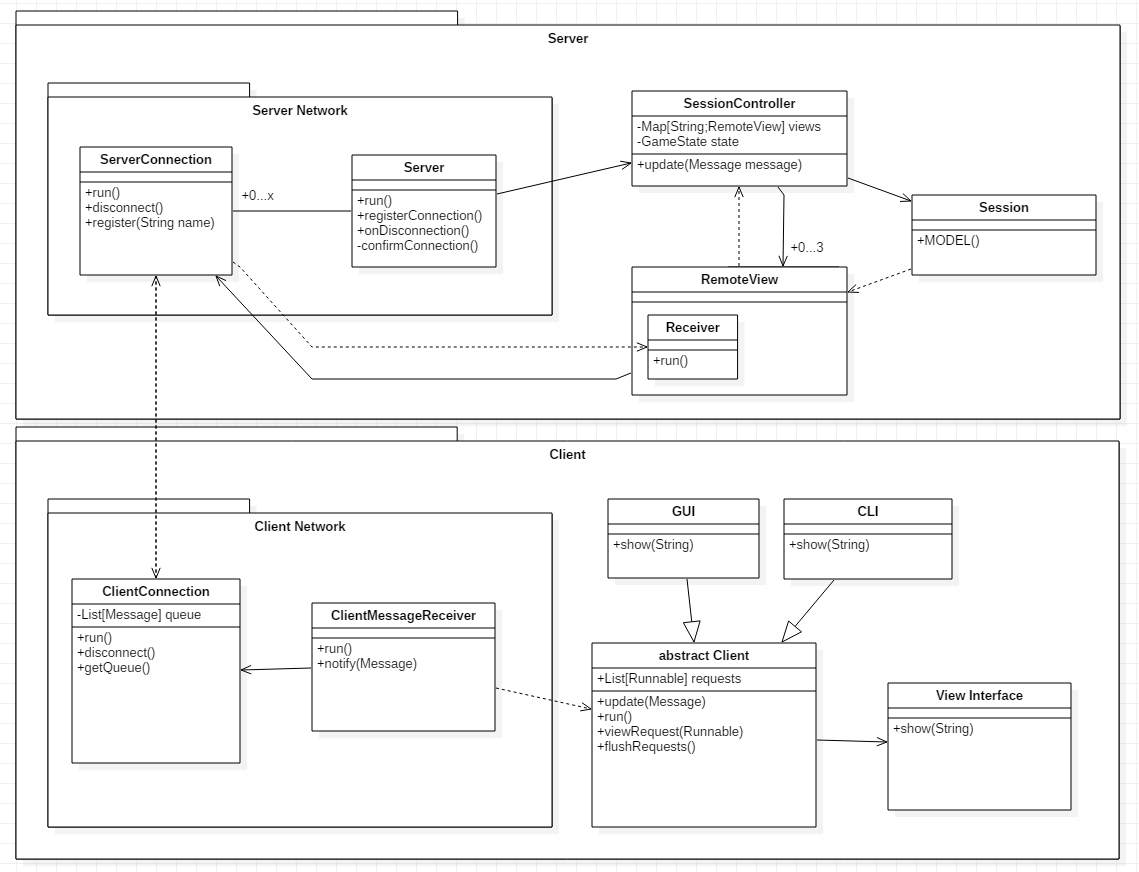 Server
Server Network
ServerConnection
+run()
+disconnect()
+register(String name)
+0...x
Server
+run()
+registerConnection()
+onDisconnection()
-confirmConnection()
SessionController
-Map[String;RemoteView] views
-GameState state
+update(Message message)
Session
+MODEL()
+0...3
RemoteView
Receiver
+run()
Client
Client Network
ClientConnection
-List[Message] queue
+run()
+disconnect()
+getQueue()
ClientMessageReceiver
+run()
+notify(Message)
GUI
+show(String)
CLI
+show(String)
abstract Client
+List[Runnable] requests
+update(Message)
+run()
+viewRequest(Runnable)
+flushRequests()
View Interface
+show(String)